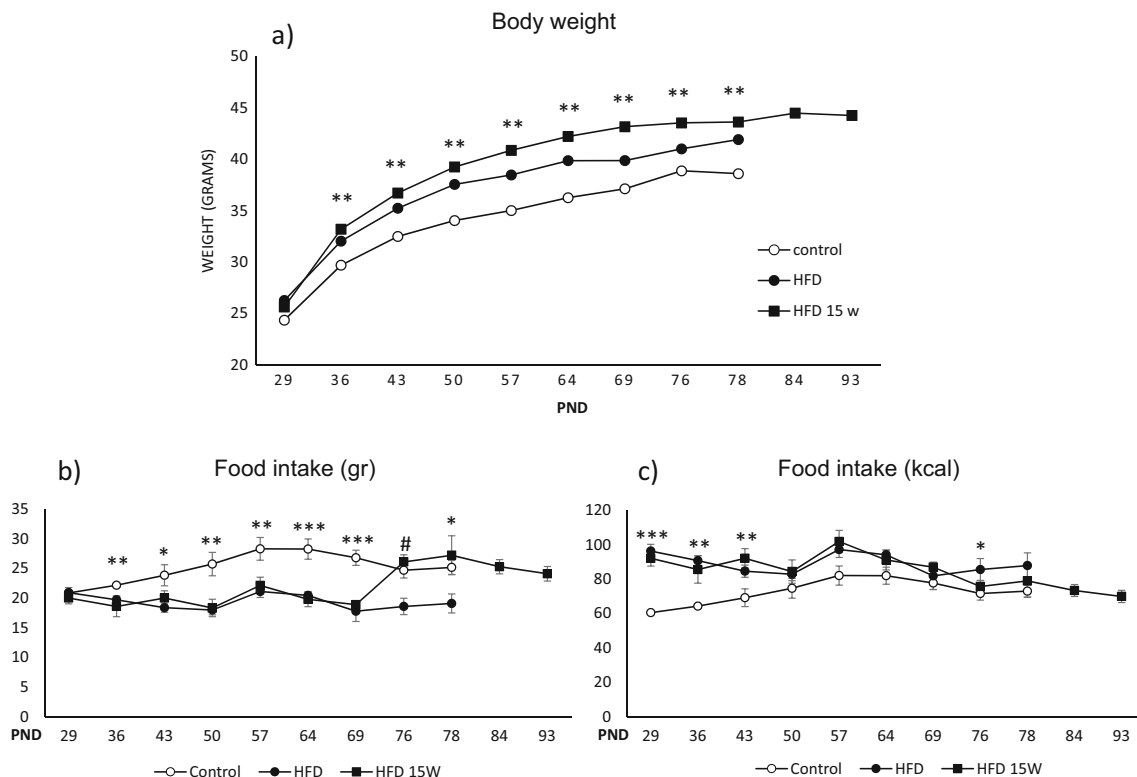 a)
Body weight
50
45
40
35
30
25
20
WEIGHT (GRAMS)
** ** ** ** ** ** ** **
control
HFD
HFD 15 w
29 36 43 50 57 64 69 76 78 84 93
PND
b)
Food intake (gr)
35
30
25
20
15
10
5
0
** * ** ** *** *** # *
PND 29 36 43 50 57 64 69 76 78 84 93
Control HFD HFD 15W
c)
Food intake (kcal)
120
100
80
60
40
20
0
*** ** ** *
PND 29 36 43 50 57 64 69 76 78 84 93
Control HFD HFD 15W